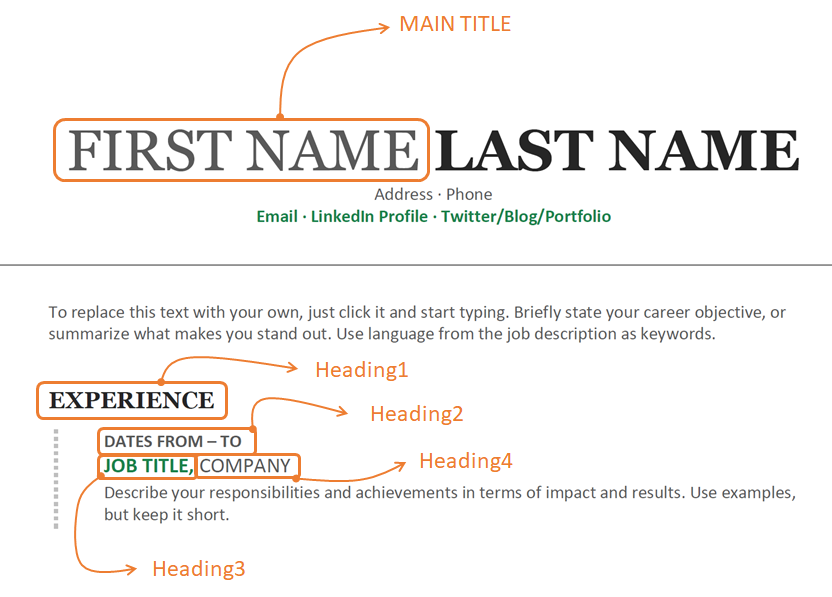 MAIN TITLE
FIRST NAME LAST NAME
Address · Phone
Email · LinkedIn Profile · Twitter/Blog/Portfolio
To replace this text with your own, just click it and start typing. Briefly state your career objective, or
summarize what makes you stand out. Use language from the job description as keywords.
Heading1
EXPERIENCE
Heading2
DATES FROM – TO
JOB TITLE, COMPANY
Heading4
Describe your responsibilities and achievements in terms of impact and results. Use examples,
but keep it short.
Heading3